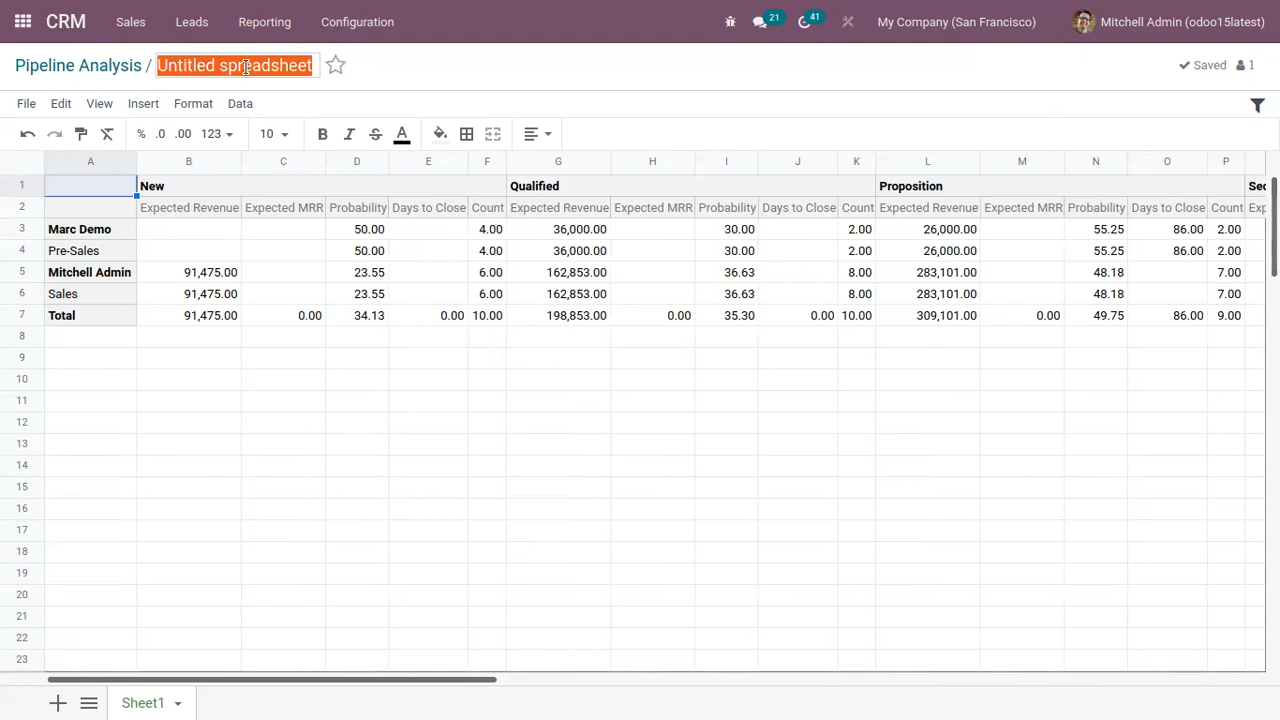 CRM Sales Leads Reporting Configuration 21 41 My Company (San Francisco) Mitchell Admin (odoo15latest)
Pipeline Analysis / Untitled spreadsheet Saved 1
File Edit View Insert Format Data
% .0 .00 123 10 B I S A
A B C D E F G H I J K L M N O P
1 New Qualified Proposition
2 Expected Revenue Expected MRR Probability Days to Close Count Expected Revenue Expected MRR Probability Days to Close Count Expected Revenue Expected MRR Probability Days to Close Count
3 Marc Demo 50.00 4.00 36,000.00 30.00 2.00 26,000.00 55.25 86.00 2.00
4 Pre-Sales 50.00 4.00 36,000.00 30.00 2.00 26,000.00 55.25 86.00 2.00
5 Mitchell Admin 91,475.00 23.55 6.00 162,853.00 36.63 8.00 283,101.00 48.18 7.00
6 Sales 91,475.00 23.55 6.00 162,853.00 36.63 8.00 283,101.00 48.18 7.00
7 Total 91,475.00 0.00 34.13 0.00 10.00 198,853.00 0.00 35.30 0.00 10.00 309,101.00 0.00 49.75 86.00 9.00
8
9
10
11
12
13
14
15
16
17
18
19
20
21
22
23
Sheet1